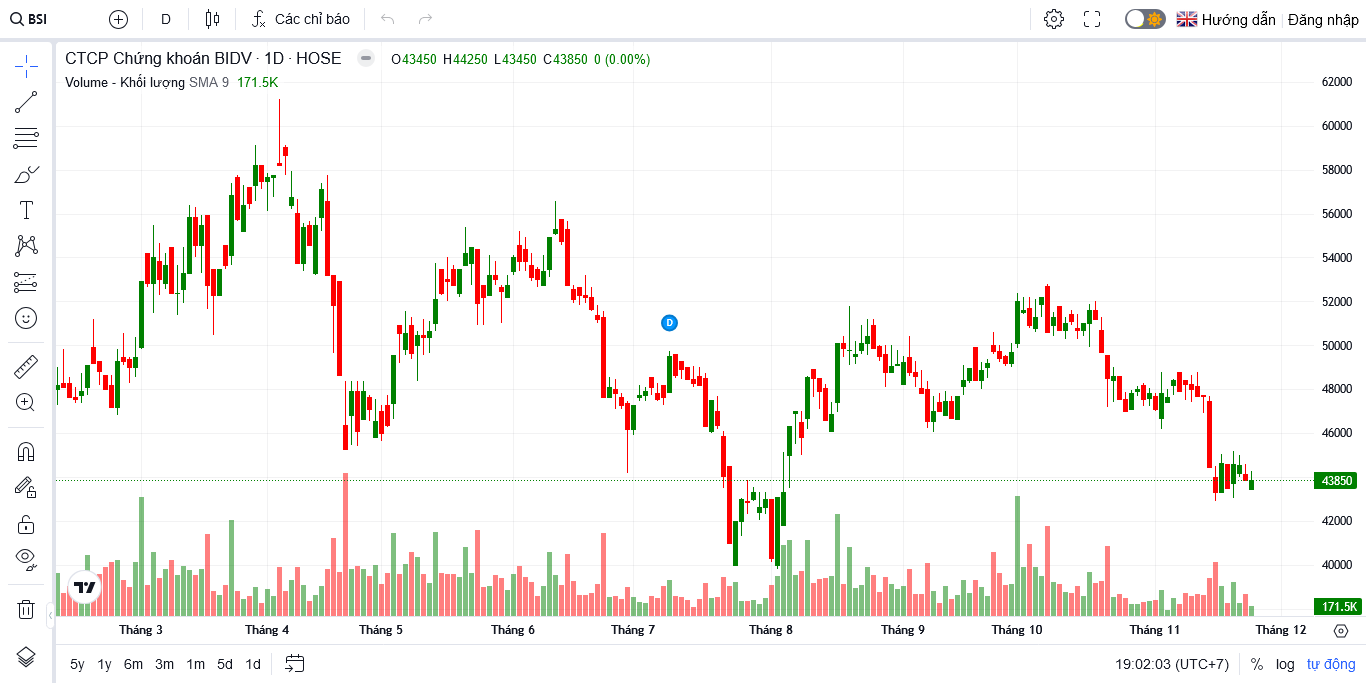 BSI D Các chỉ báo Hướng dẫn Đăng nhập
CTCP Chứng khoán BIDV · 1D · HOSE O43450 H44250 L43450 C43850 0 (0.00%)
Volume - Khối lượng SMA 9 171.5K
62000
60000
58000
56000
54000
52000
50000
48000
46000
43850
42000
40000
171.5K
D
Tháng 3 Tháng 4 Tháng 5 Tháng 6 Tháng 7 Tháng 8 Tháng 9 Tháng 10 Tháng 11 Tháng 12
5y 1y 6m 3m 1m 5d 1d 19:02:03 (UTC+7) % log tự động